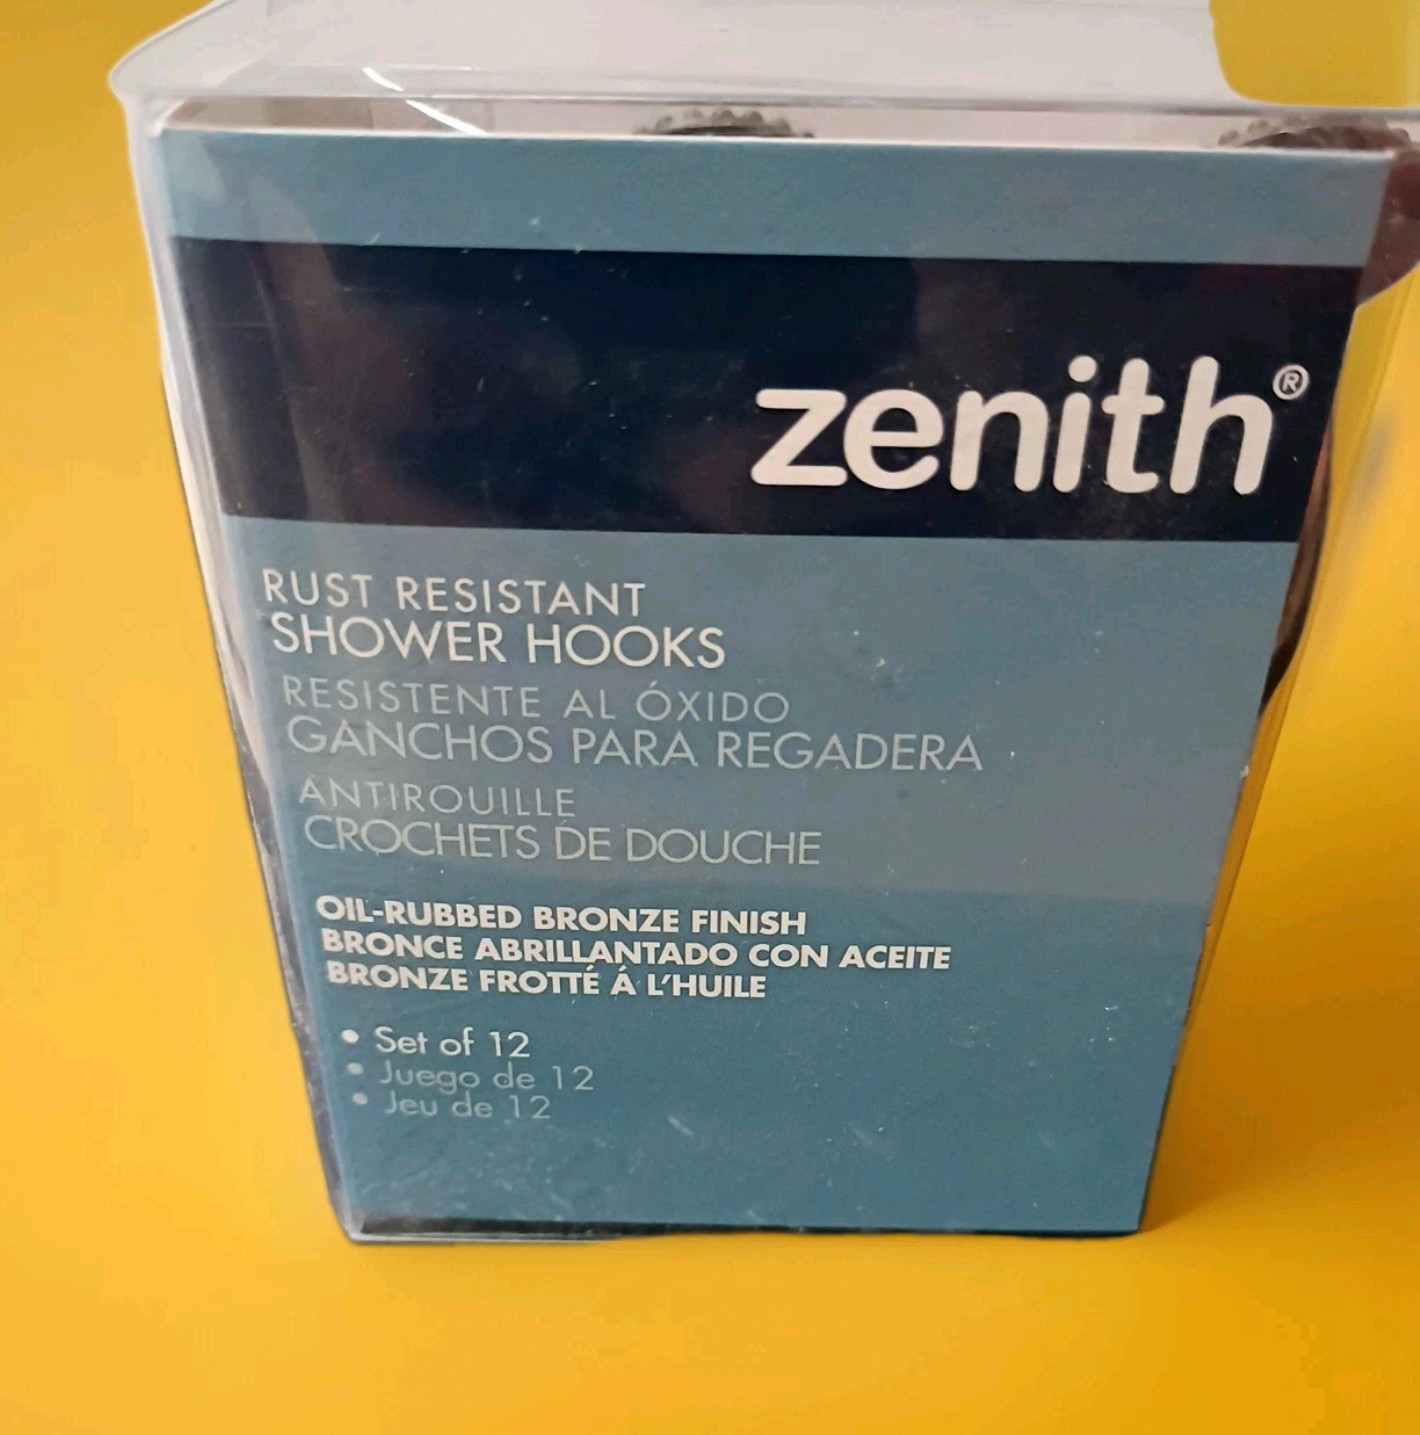 zenith®
RUST RESISTANT
SHOWER HOOKS
RESISTENTE AL ÓXIDO
GANCHOS PARA REGADERA
ANTIROUILLE
CROCHETS DE DOUCHE
OIL-RUBBED BRONZE FINISH
BRONCE ABRILLANTADO CON ACEITE
BRONZE FROTTÉ Á L'HUILE
• Set of 12
• Juego de 12
• Jeu de 12